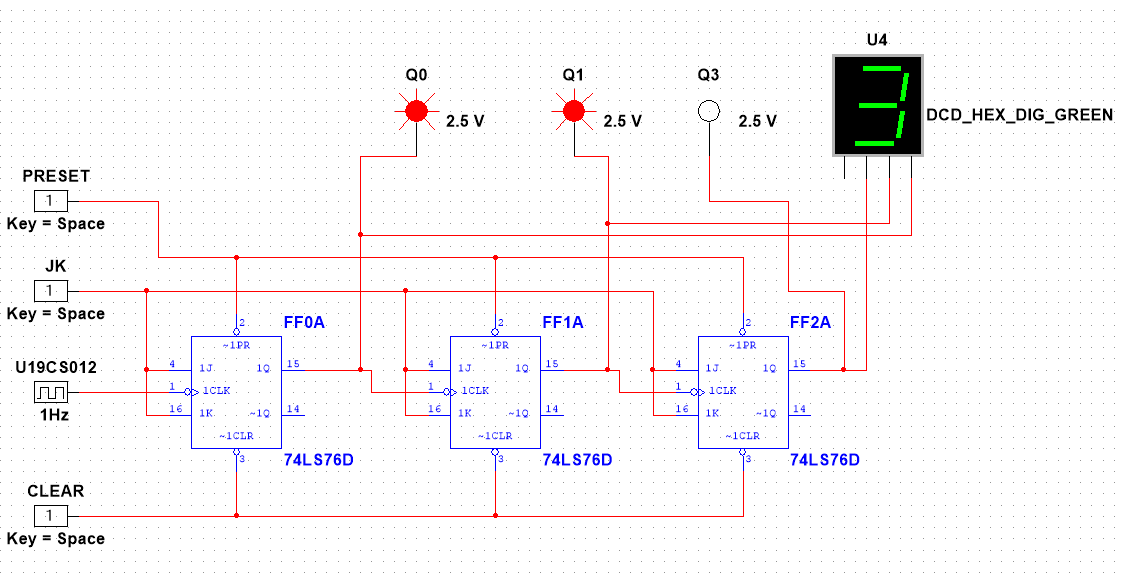 U4
Q0
Q1
Q3
2.5 V
2.5 V
2.5 V
3
DCD_HEX_DIG_GREEN
PRESET
1
Key = Space
JK
1
Key = Space
U19CS012
1Hz
CLEAR
1
Key = Space
FF0A
2
~1PR
4
1J
1Q
15
1
1CLK
16
1K
~1Q
14
~1CLR
3
74LS76D
FF1A
2
~1PR
4
1J
1Q
15
1
1CLK
16
1K
~1Q
14
~1CLR
3
74LS76D
FF2A
2
~1PR
4
1J
1Q
15
1
1CLK
16
1K
~1Q
14
~1CLR
3
74LS76D